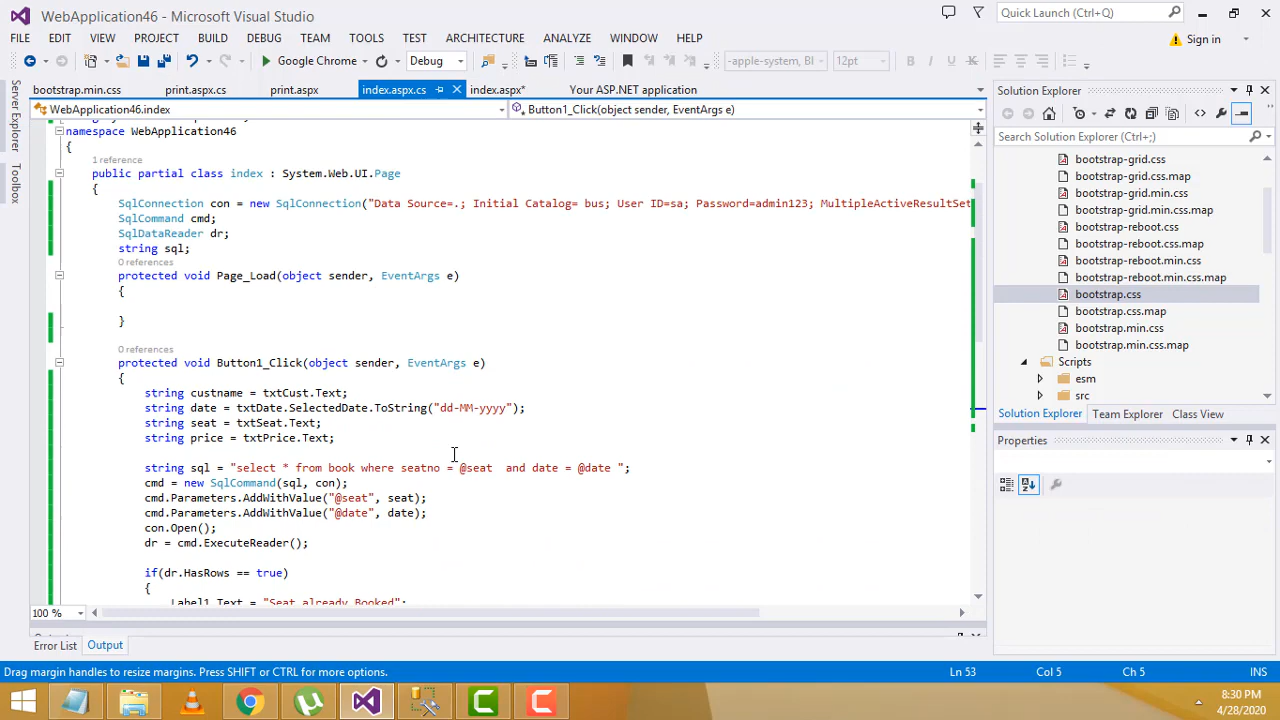 WebApplication46 - Microsoft Visual Studio
Quick Launch (Ctrl+Q)
FILE EDIT VIEW PROJECT BUILD DEBUG TEAM TOOLS TEST ARCHITECTURE ANALYZE WINDOW HELP
Sign in
Google Chrome
Debug
12pt
bootstrap.min.css print.aspx.cs print.aspx index.aspx.cs index.aspx* Your ASP.NET application
WebApplication46.index
Button1_Click(object sender, EventArgs e)
Server Explorer
Toolbox
namespace WebApplication46
{
1 reference
public partial class index : System.Web.UI.Page
{
SqlConnection con = new SqlConnection("Data Source=.; Initial Catalog= bus; User ID=sa; Password=admin123; MultipleActiveResultSet
SqlCommand cmd;
SqlDataReader dr;
string sql;
0 references
protected void Page_Load(object sender, EventArgs e)
{
}
0 references
protected void Button1_Click(object sender, EventArgs e)
{
string custname = txtCust.Text;
string date = txtDate.SelectedDate.ToString("dd-MM-yyyy");
string seat = txtSeat.Text;
string price = txtPrice.Text;
string sql = "select * from book where seatno = @seat  and date = @date ";
cmd = new SqlCommand(sql, con);
cmd.Parameters.AddWithValue("@seat", seat);
cmd.Parameters.AddWithValue("@date", date);
con.Open();
dr = cmd.ExecuteReader();
if(dr.HasRows == true)
{
Label1.Text = "Seat already Booked";
100 %
Error List Output
Solution Explorer
Search Solution Explorer (Ctrl+;)
bootstrap-grid.css
bootstrap-grid.css.map
bootstrap-grid.min.css
bootstrap-grid.min.css.map
bootstrap-reboot.css
bootstrap-reboot.css.map
bootstrap-reboot.min.css
bootstrap-reboot.min.css.map
bootstrap.css
bootstrap.css.map
bootstrap.min.css
bootstrap.min.css.map
Scripts
esm
src
Solution Explorer Team Explorer Class View
Properties
Drag margin handles to resize margins. Press SHIFT or CTRL for more options.
Ln 53 Col 5 Ch 5 INS
8:30 PM
4/28/2020